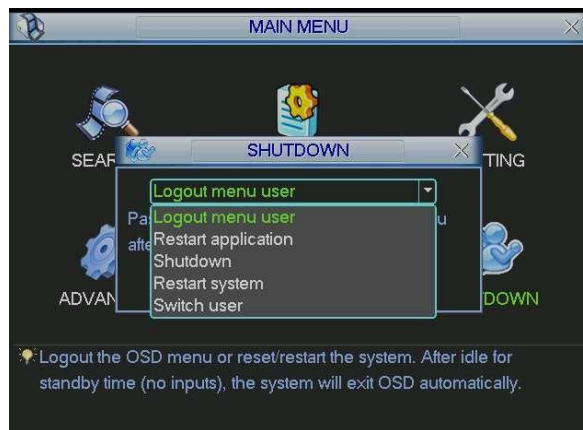 MAIN MENU
SEAR
TING
SHUTDOWN
Logout menu user
Pa
u
Logout menu user
afte
Restart application
Shutdown
Restart system
Switch user
ADVAN
DOWN
Logout the OSD menu or reset/restart the system. After idle for
standby time (no inputs), the system will exit OSD automatically.